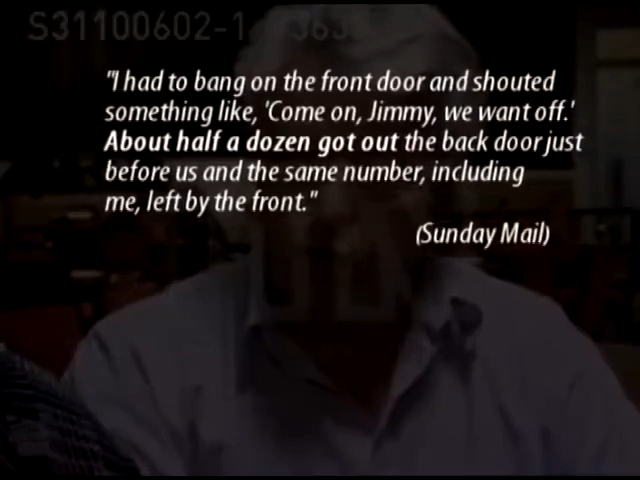 S31100602-1
"I had to bang on the front door and shouted
something like, 'Come on, Jimmy, we want off.'
About half a dozen got out the back door just
before us and the same number, including
me, left by the front."
(Sunday Mail)